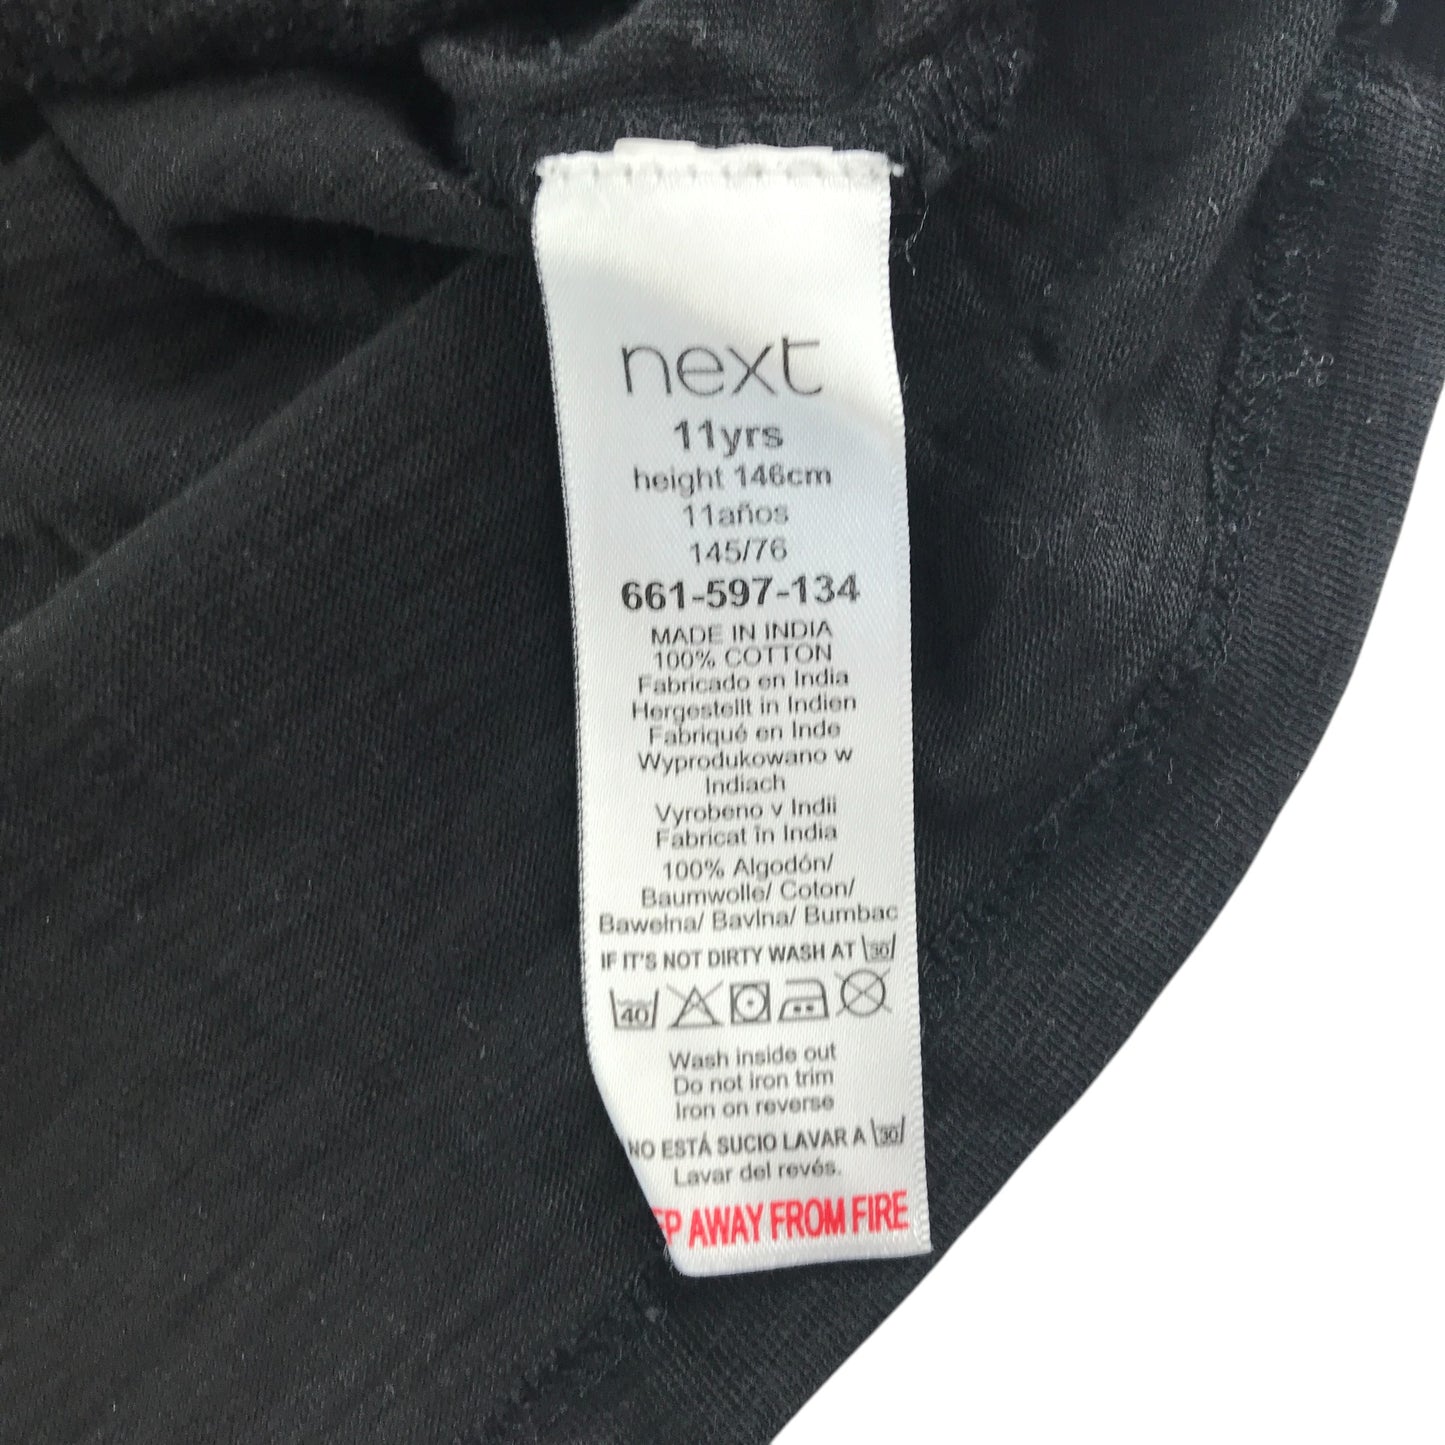 next
11yrs
height 146cm
11años
145/76
661-597-134
MADE IN INDIA
100% COTTON
Fabricado en India
Hergestellt in Indien
Fabriqué en Inde
Wyprodukowano w
Indiach
Vyrobeno v Indii
Fabricat în India
100% Algodón/
Baumwolle/ Coton/
Bawełna/ Bavlna/ Bumbac
IF IT'S NOT DIRTY WASH AT 30
40
Wash inside out
Do not iron trim
Iron on reverse
NO ESTÁ SUCIO LAVAR A 30
Lavar del revés.
AWAY FROM FIRE